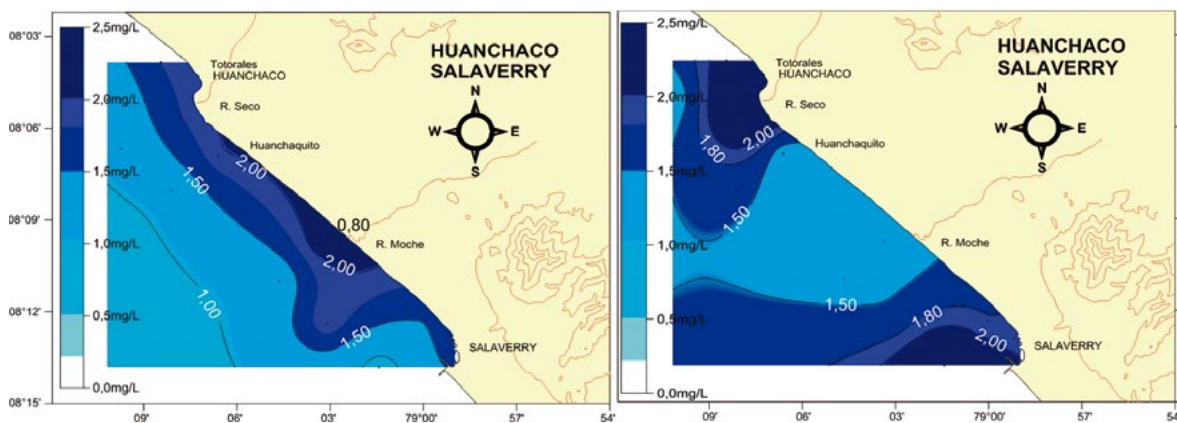 2,5mg/L
2,0mg/L
1,5mg/L
1,0mg/L
0,5mg/L
0,0mg/L
08°03'
08°06'
08°09'
08°12'
08°15'
HUANCHACO
SALAVERRY
N
W
E
S
Totorales
HUANCHACO
R. Seco
Huanchaquito
2,00
1,50
0,80
R. Moche
2,00
1,00
1,50
SALAVERRY
09'
06'
03'
79°00'
57'
54'
2,5mg/L
2,0mg/L
1,5mg/L
1,0mg/L
0,5mg/L
0,0mg/L
HUANCHACO
SALAVERRY
N
W
E
S
Totorales
HUANCHACO
R. Seco
2,00
1,80
Huanchaquito
1,50
R. Moche
1,50
1,80
2,00
SALAVERRY
09'
06'
03'
79°00'
57'
54'